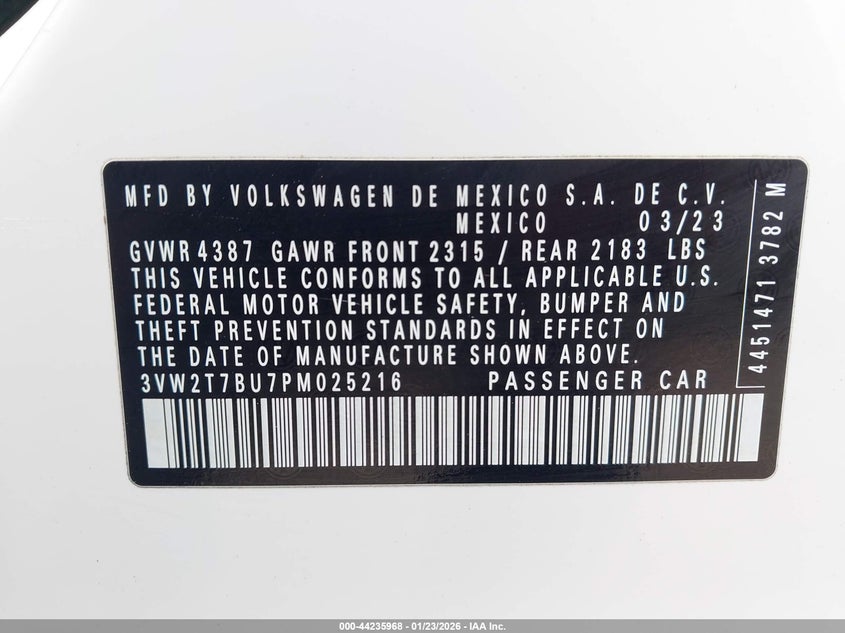 MFD BY VOLKSWAGEN DE MEXICO S.A. DE C.V.
MEXICO 03/23
GVWR 4387 GAWR FRONT 2315 / REAR 2183 LBS
THIS VEHICLE CONFORMS TO ALL APPLICABLE U.S.
FEDERAL MOTOR VEHICLE SAFETY, BUMPER AND
THEFT PREVENTION STANDARDS IN EFFECT ON
THE DATE OF MANUFACTURE SHOWN ABOVE.
3VW2T7BU7PM025216 PASSENGER CAR
4451471 3782 M
000-44235968 - 01/23/2026 - IAA Inc.